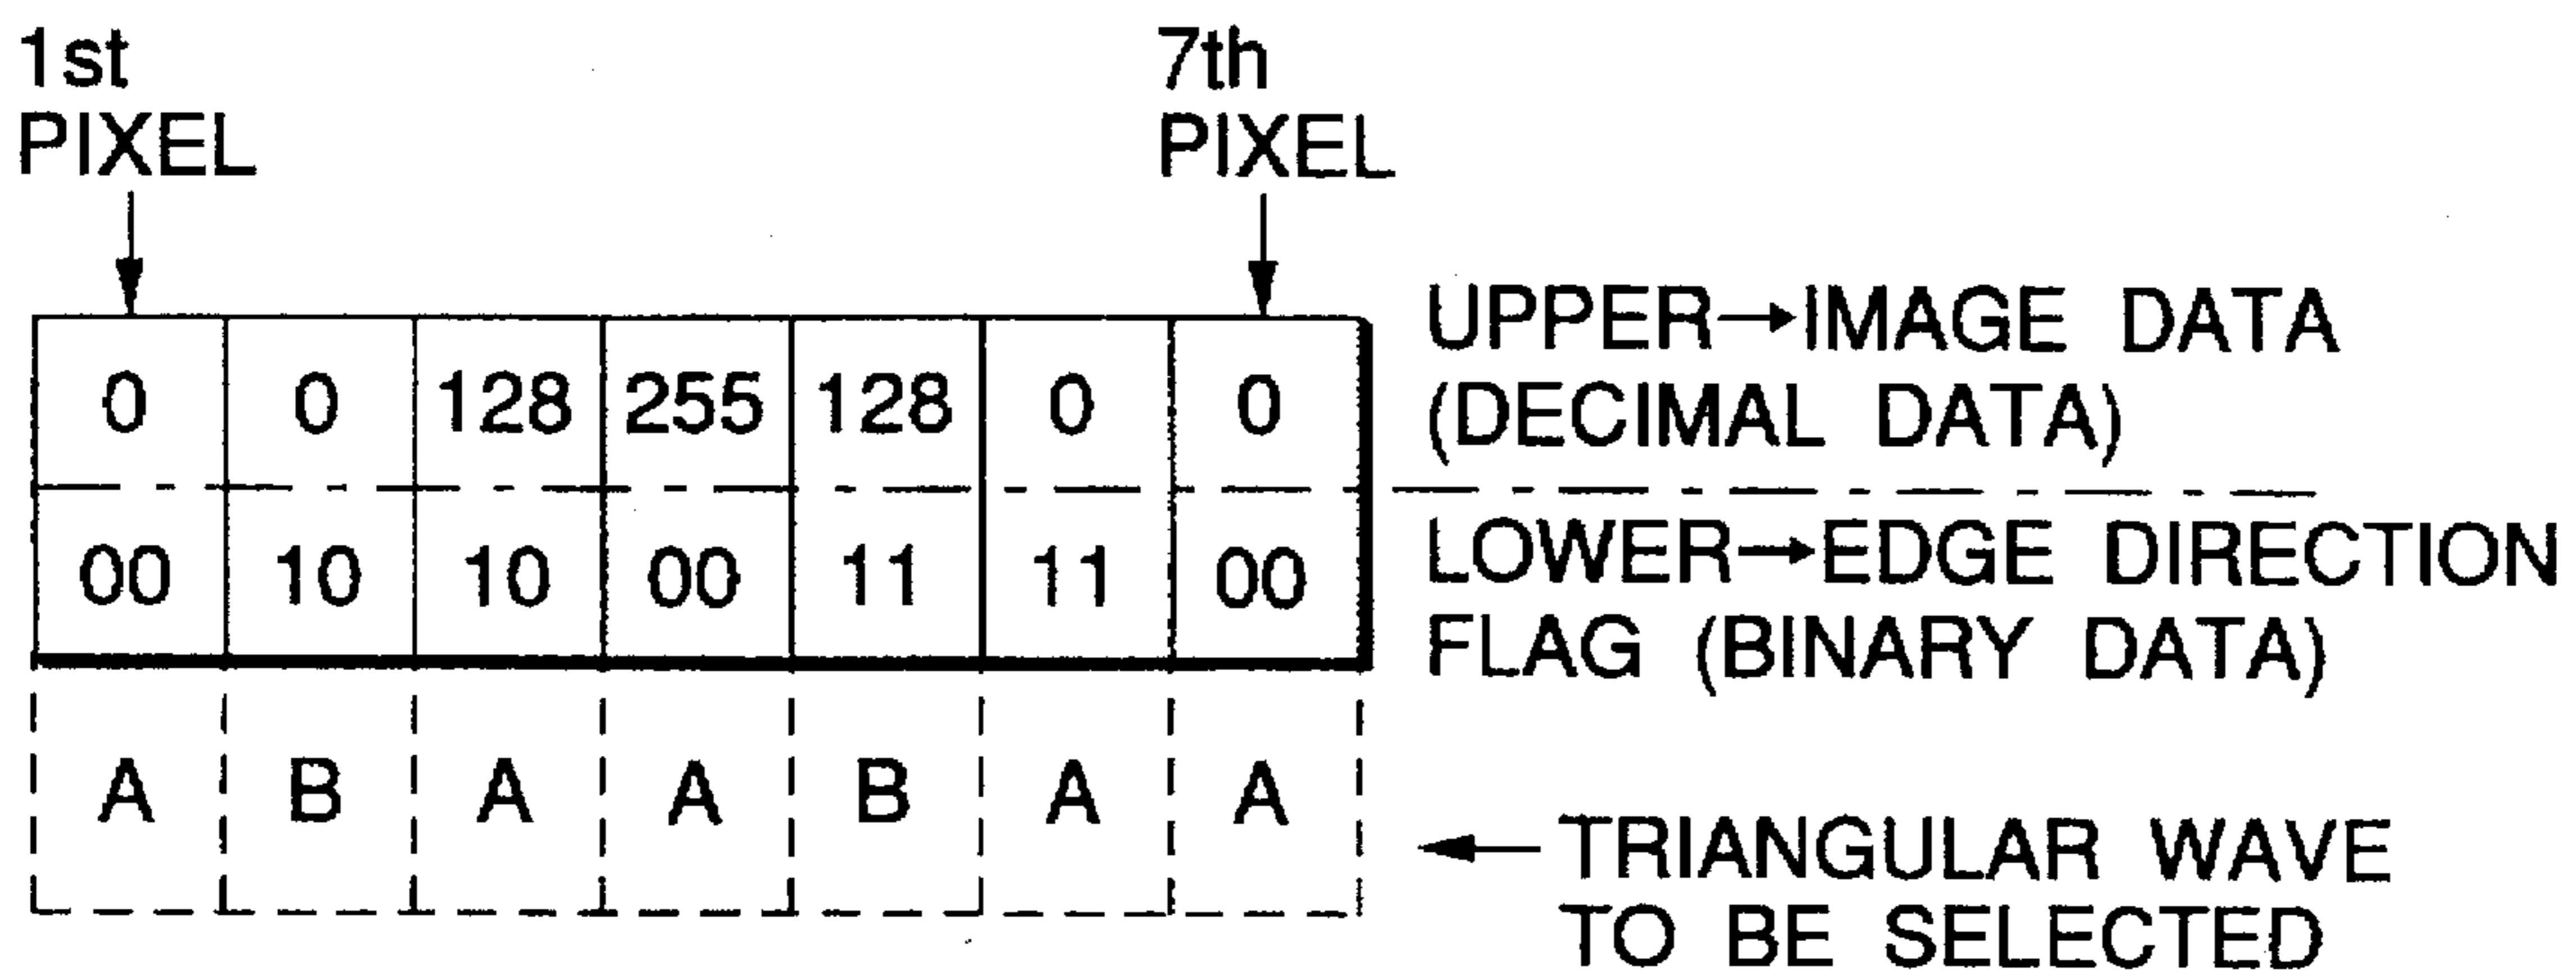 1st
PIXEL
7th
PIXEL
0 0 128 255 128 0 0
00 10 10 00 11 11 00
A B A A B A A
UPPER→IMAGE DATA
(DECIMAL DATA)
LOWER→EDGE DIRECTION
FLAG (BINARY DATA)
←TRIANGULAR WAVE
TO BE SELECTED